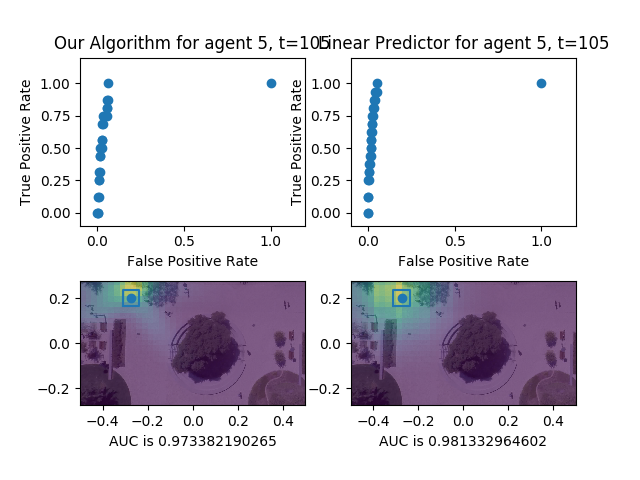 Our Algorithm for agent 5, t=105
Linear Predictor for agent 5, t=105
True Positive Rate
1.00
0.75
0.50
0.25
0.00
0.0 0.5 1.0
False Positive Rate
True Positive Rate
1.00
0.75
0.50
0.25
0.00
0.0 0.5 1.0
False Positive Rate
0.2
0.0
−0.2
−0.4 −0.2 0.0 0.2 0.4
AUC is 0.973382190265
0.2
0.0
−0.2
−0.4 −0.2 0.0 0.2 0.4
AUC is 0.981332964602